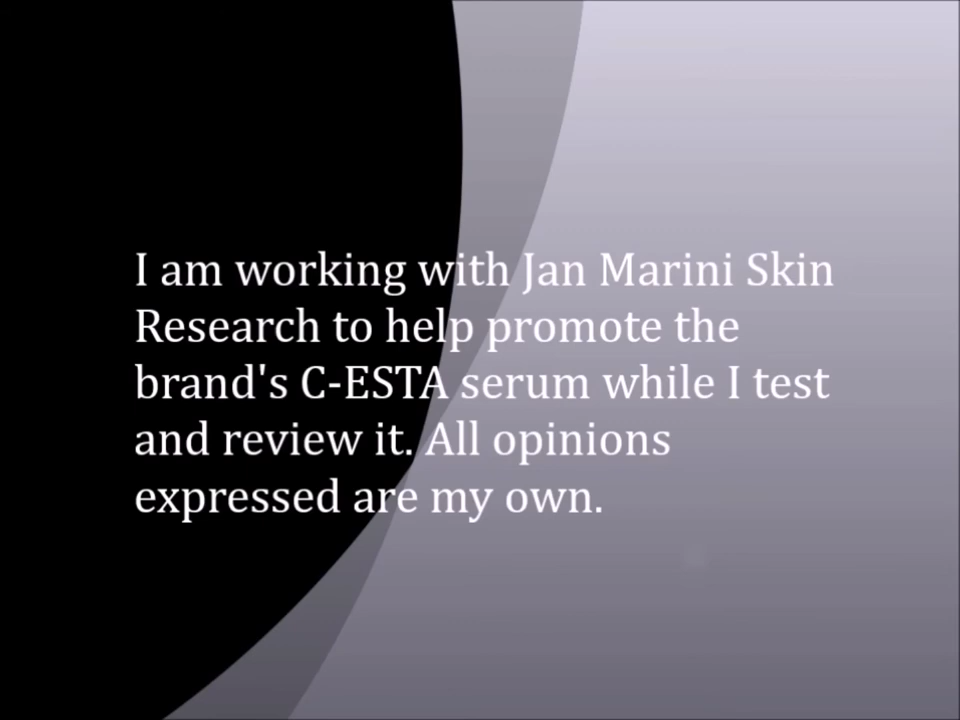 I am working with Jan Marini Skin
Research to help promote the
brand's C-ESTA serum while I test
and review it. All opinions
expressed are my own.